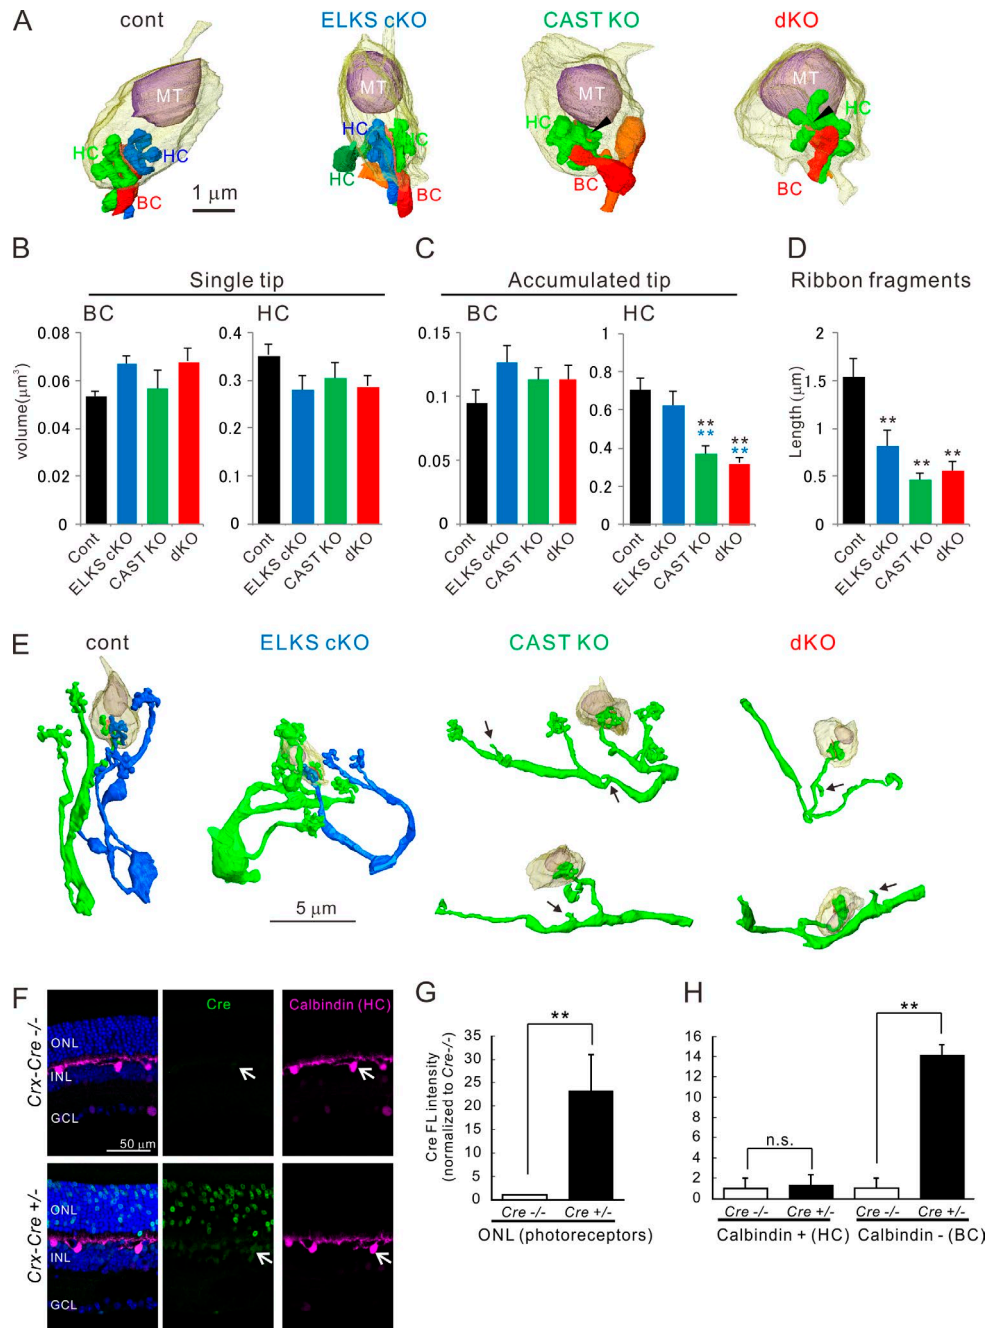 A
cont
ELKS cKO
CAST KO
dKO
MT
HC
HC
BC
1 μm
MT
HC
HC
HC
BC
MT
HC
BC
MT
HC
BC
B
Single tip
BC
HC
volume(μm³)
0.08
0.06
0.04
0.02
0
Cont
ELKS cKO
CAST KO
dKO
0.4
0.3
0.2
0.1
0
Cont
ELKS cKO
CAST KO
dKO
C
Accumulated tip
BC
HC
0.15
0.1
0.05
0
Cont
ELKS cKO
CAST KO
dKO
1
0.8
0.6
0.4
0.2
0
**
**
**
**
Cont
ELKS cKO
CAST KO
dKO
D
Ribbon fragments
Length (μm)
2
1.5
1
0.5
0
**
**
**
Cont
ELKS cKO
CAST KO
dKO
E
cont
ELKS cKO
CAST KO
dKO
5 μm
F
Cre
Calbindin (HC)
Crx-Cre -/-
ONL
INL
GCL
50 μm
Crx-Cre +/-
ONL
INL
GCL
G
Cre FL intensity
(normalized to Cre-/-)
35
30
25
20
15
10
5
0
**
Cre -/-
Cre +/-
ONL (photoreceptors)
H
16
14
12
10
8
6
4
2
0
n.s.
**
Cre -/-
Cre +/-
Cre -/-
Cre +/-
Calbindin + (HC)
Calbindin - (BC)